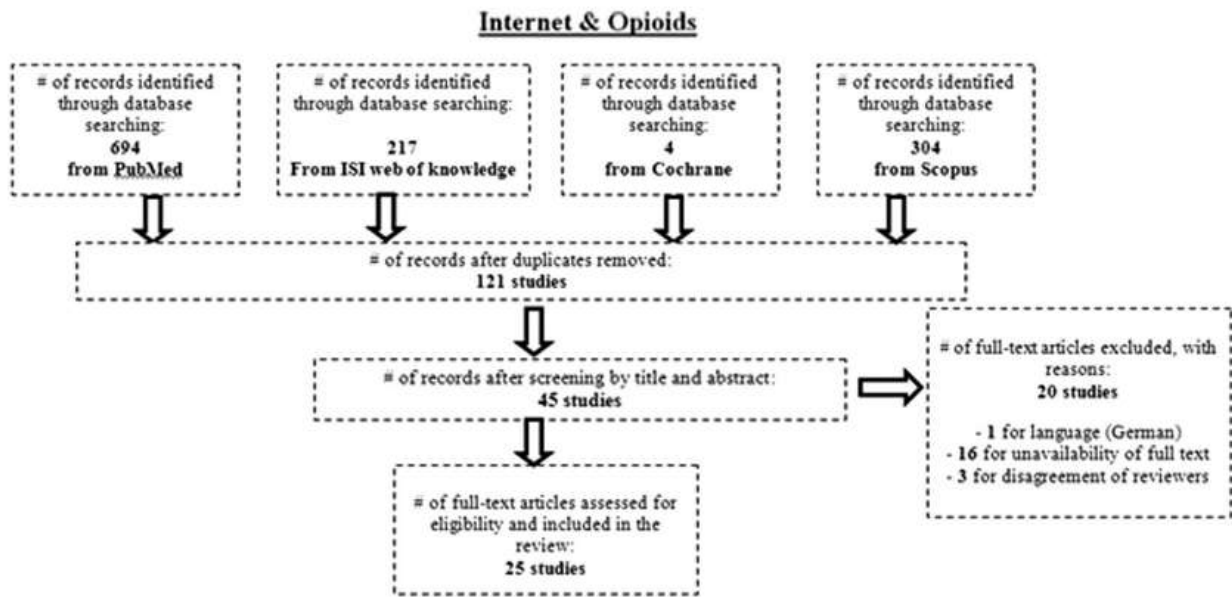 Internet & Opioids
# of records identified
through database
searching:
694
from PubMed
# of records identified
through database searching:
217
From ISI web of knowledge
# of records identified
through database
searching:
4
from Cochrane
# of records identified
through database
searching:
304
from Scopus
# of records after duplicates removed:
121 studies
# of records after screening by title and abstract:
45 studies
# of full-text articles excluded, with
reasons:
20 studies
- 1 for language (German)
- 16 for unavailability of full text
- 3 for disagreement of reviewers
# of full-text articles assessed for
eligibility and included in the
review:
25 studies